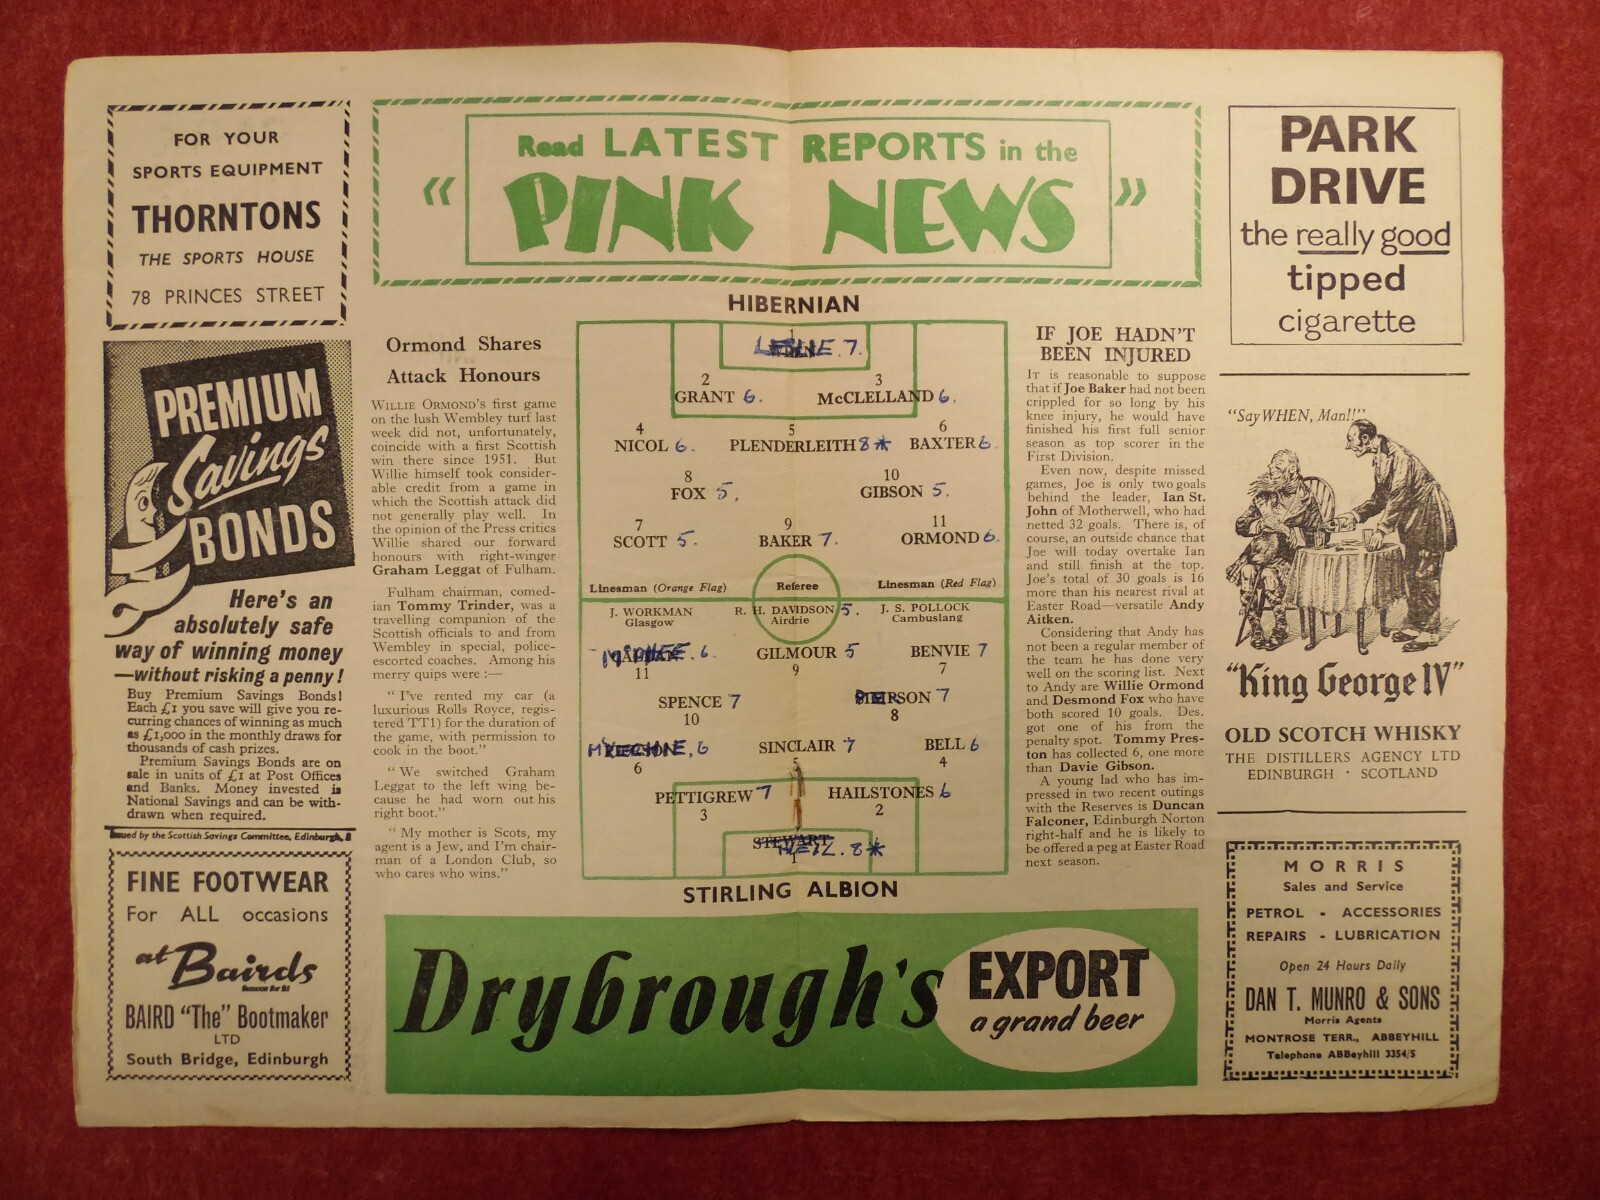 FOR YOUR
SPORTS EQUIPMENT
THORNTONS
THE SPORTS HOUSE
78 PRINCES STREET
PREMIUM
Savings
BONDS
Here's an
absolutely safe
way of winning money
—without risking a penny!
Buy Premium Savings Bonds!
Each £1 you save will give you re-
curring chances of winning as much
as £1,000 in the monthly draws for
thousands of cash prizes.
Premium Savings Bonds are on
sale in units of £1 at Post Offices
and Banks. Money invested is
National Savings and can be with-
drawn when required.
Issued by the Scottish Savings Committee, Edinburgh, 2
FINE FOOTWEAR
For ALL occasions
at Bairds
BAIRD "The" Bootmaker
LTD
South Bridge, Edinburgh
Read LATEST REPORTS in the
"PINK NEWS"
Ormond Shares
Attack Honours
WILLIE ORMOND'S first game
on the lush Wembley turf last
week did not, unfortunately,
coincide with a first Scottish
win there since 1951. But
Willie himself took consider-
able credit from a game in
which the Scottish attack did
not generally play well. In
the opinion of the Press critics
Willie shared our forward
honours with right-winger
Graham Leggat of Fulham.
Fulham chairman, comed-
ian Tommy Trinder, was a
travelling companion of the
Scottish officials to and from
Wembley in special, police-
escorted coaches. Among his
merry quips were :—
"I've rented my car (a
luxurious Rolls Royce, regis-
tered TT1) for the duration of
the game, with permission to
cook in the boot."
"We switched Graham
Leggat to the left wing be-
cause he had worn out his
right boot."
"My mother is Scots, my
agent is a Jew, and I'm chair-
man of a London Club, so
who cares who wins."
HIBERNIAN
1
LESLIE 7.
2 3
GRANT 6. McCLELLAND 6.
4 5 6
NICOL 6. PLENDERLEITH 8* BAXTER 6
8 10
FOX 5. GIBSON 5.
7 9 11
SCOTT 5. BAKER 7. ORMOND 6.
Linesman (Orange Flag) Referee Linesman (Red Flag)
J. WORKMAN R. H. DAVIDSON 5. J. S. POLLOCK
Glasgow Airdrie Cambuslang
6. GILMOUR 5 BENVIE 7
11 9 7
SPENCE 7 SON 7
10 8
6 SINCLAIR 7 BELL 6
6 5 4
PETTIGREW 7 HAILSTONES 6
3 2
STEWART
8*
1
STIRLING ALBION
Drybrough's EXPORT
a grand beer
IF JOE HADN'T
BEEN INJURED
IT is reasonable to suppose
that if Joe Baker had not been
crippled for so long by his
knee injury, he would have
finished his first full senior
season as top scorer in the
First Division.
Even now, despite missed
games, Joe is only two goals
behind the leader, Ian St.
John of Motherwell, who had
netted 32 goals. There is, of
course, an outside chance that
Joe will today overtake Ian
and still finish at the top.
Joe's total of 30 goals is 16
more than his nearest rival at
Easter Road—versatile Andy
Aitken.
Considering that Andy has
not been a regular member of
the team he has done very
well on the scoring list. Next
to Andy are Willie Ormond
and Desmond Fox who have
both scored 10 goals. Des.
got one of his from the
penalty spot. Tommy Pres-
ton has collected 6, one more
than Davie Gibson.
A young lad who has im-
pressed in two recent outings
with the Reserves is Duncan
Falconer, Edinburgh Norton
right-half and he is likely to
be offered a peg at Easter Road
next season.
PARK
DRIVE
the really good
tipped
cigarette
"Say WHEN, Man!!"
"King George IV"
OLD SCOTCH WHISKY
THE DISTILLERS AGENCY LTD
EDINBURGH · SCOTLAND
MORRIS
Sales and Service
PETROL - ACCESSORIES
REPAIRS - LUBRICATION
Open 24 Hours Daily
DAN T. MUNRO & SONS
Morris Agents
MONTROSE TERR., ABBEYHILL
Telephone ABBeyhill 3354/5